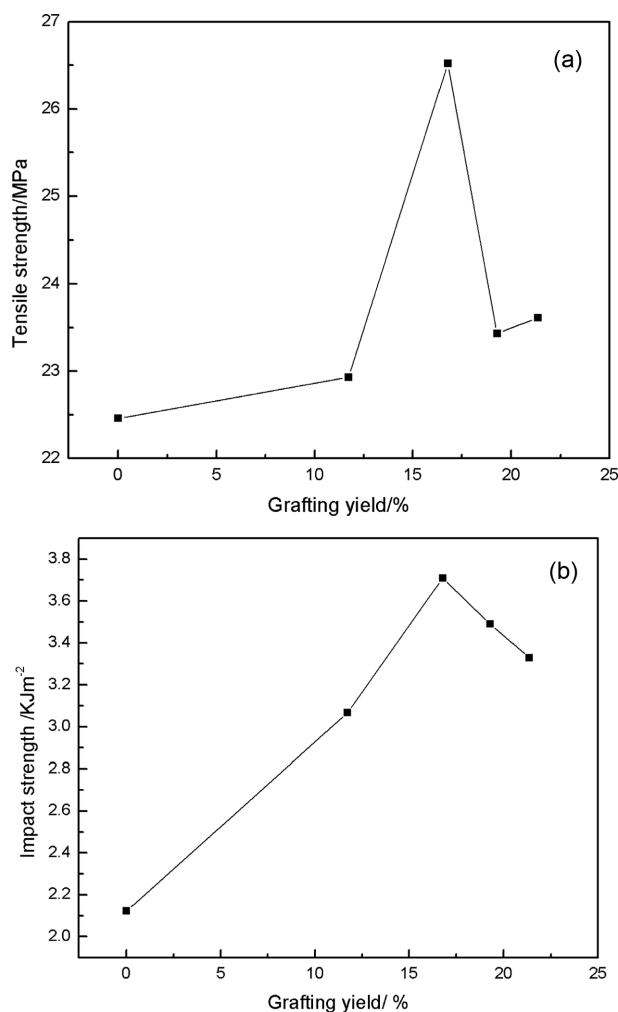 (a)
27
26
25
24
23
22
Tensile strength/MPa
0 5 10 15 20 25
Grafting yield/%
(b)
3.8
3.6
3.4
3.2
3.0
2.8
2.6
2.4
2.2
2.0
Impact strength /KJm-2
0 5 10 15 20 25
Grafting yield/ %